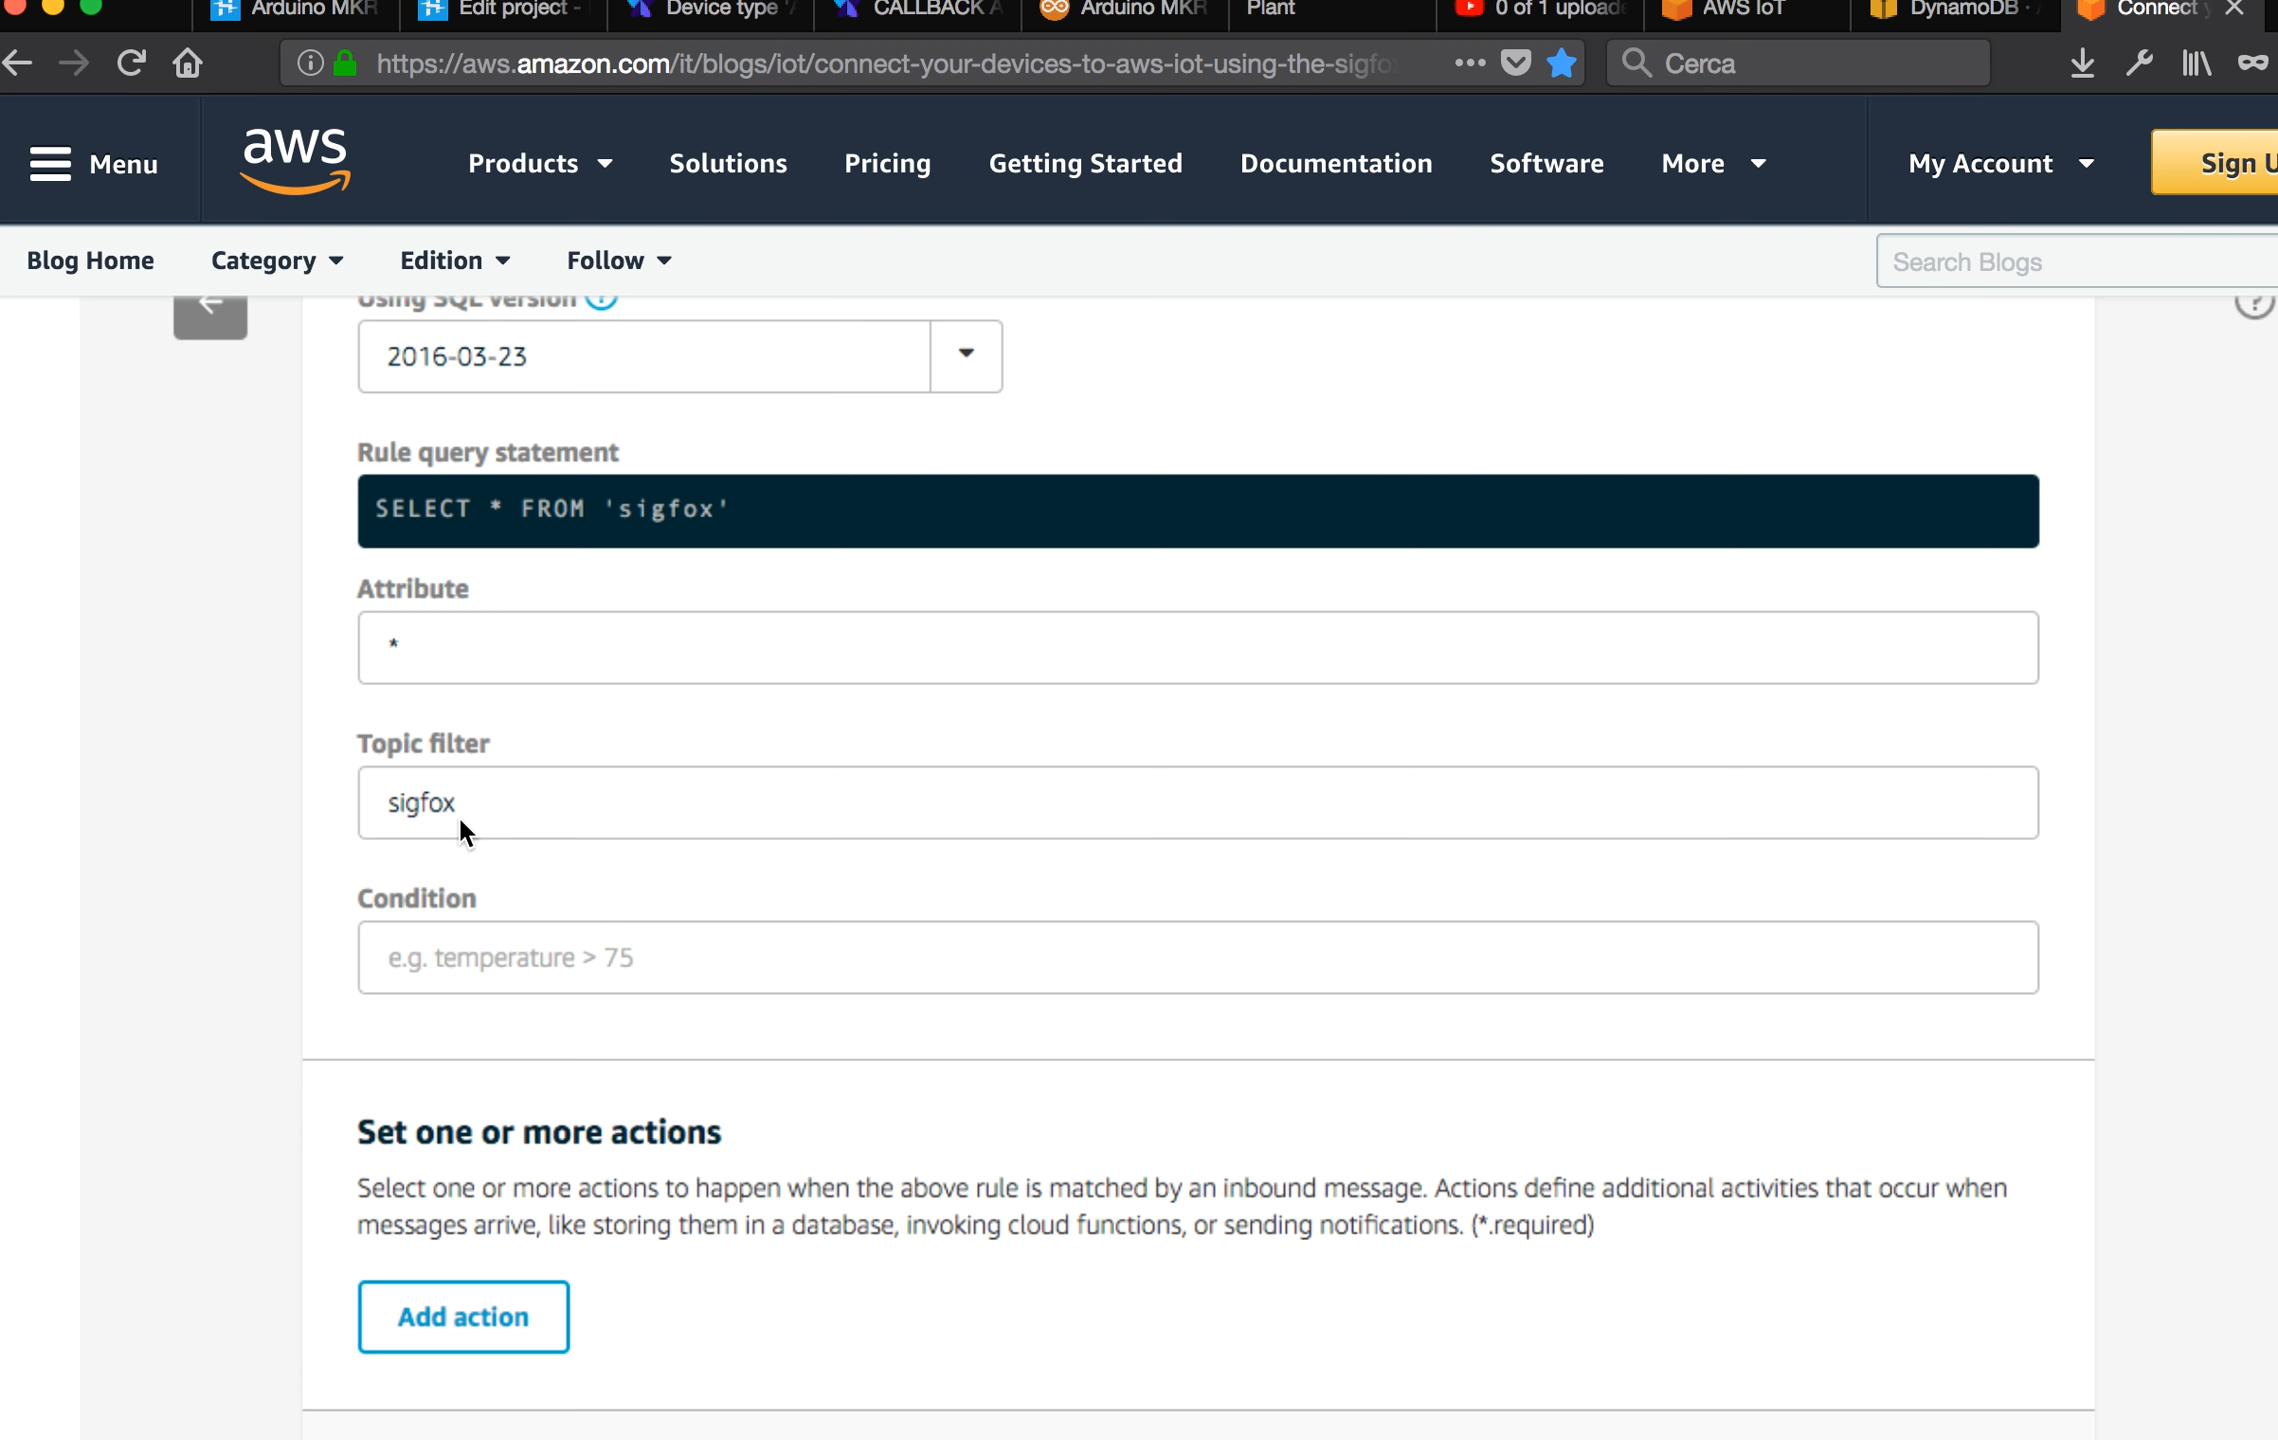 Arduino MKR
Edit project -
Device type
CALLBACK
Arduino MKR
Plant
0 of 1 upload
AWS IoT
DynamoDB ·
Connect
https://aws.amazon.com/it/blogs/iot/connect-your-devices-to-aws-iot-using-the-sigfo
Cerca
Menu
aws
Products
Solutions
Pricing
Getting Started
Documentation
Software
More
My Account
Sign U
Blog Home
Category
Edition
Follow
Search Blogs
Using SQL version
2016-03-23
Rule query statement
SELECT * FROM 'sigfox'
Attribute
*
Topic filter
sigfox
Condition
e.g. temperature > 75
Set one or more actions
Select one or more actions to happen when the above rule is matched by an inbound message. Actions define additional activities that occur when
messages arrive, like storing them in a database, invoking cloud functions, or sending notifications. (*.required)
Add action